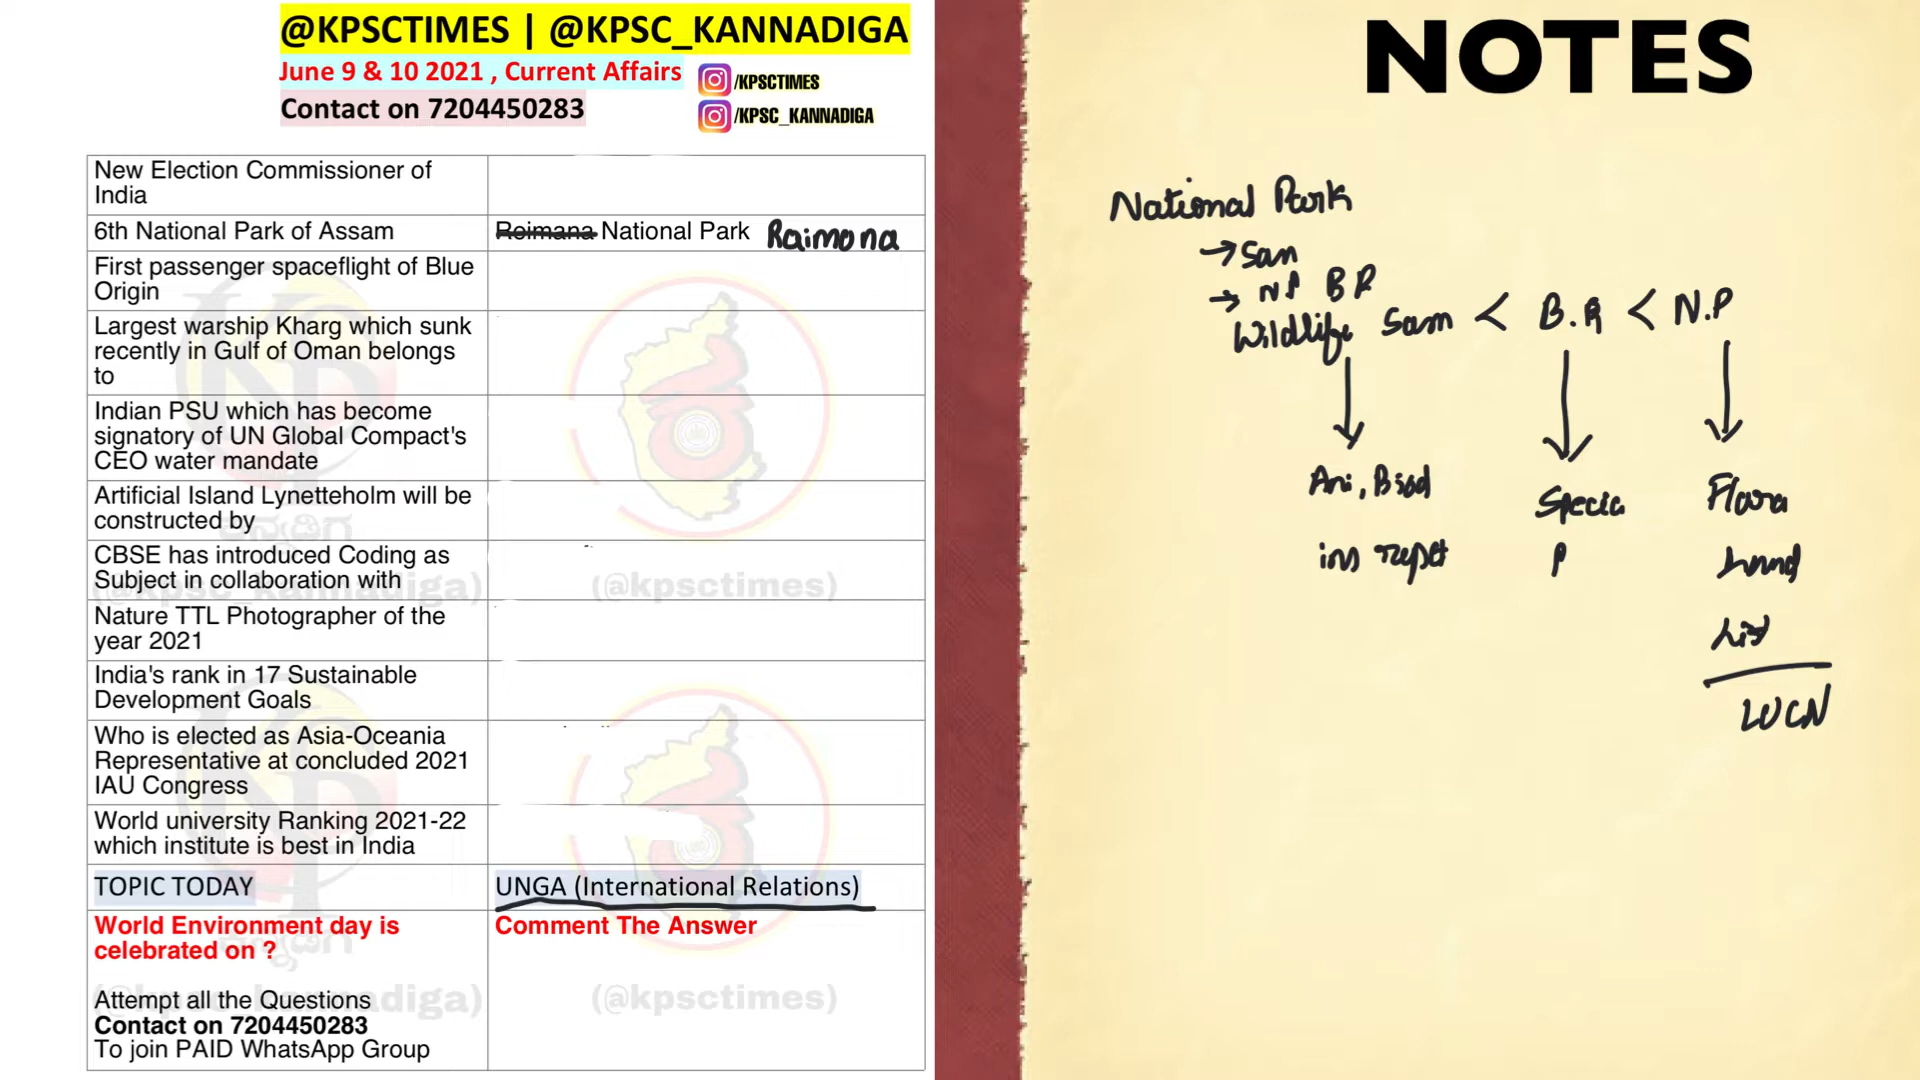 @KPSCTIMES | @KPSC_KANNADIGA
June 9 & 10 2021 , Current Affairs
/KPSCTIMES
Contact on 7204450283
/KPSC_KANNADIGA
New Election Commissioner of
India
6th National Park of Assam
Roimana National Park Raimona
First passenger spaceflight of Blue
Origin
Largest warship Kharg which sunk
recently in Gulf of Oman belongs
to
Indian PSU which has become
signatory of UN Global Compact's
CEO water mandate
Artificial Island Lynetteholm will be
constructed by
CBSE has introduced Coding as
Subject in collaboration with
(@kpsc_kannadiga)
(@kpsctimes)
Nature TTL Photographer of the
year 2021
India's rank in 17 Sustainable
Development Goals
Who is elected as Asia-Oceania
Representative at concluded 2021
IAU Congress
World university Ranking 2021-22
which institute is best in India
TOPIC TODAY
UNGA (International Relations)
World Environment day is
celebrated on ?
Comment The Answer
(@kpsc_kannadiga)
(@kpsctimes)
Attempt all the Questions
Contact on 7204450283
To join PAID WhatsApp Group
NOTES
National Park
→ San
→ NP BR
Wildlife Sam < B.R < N.P
Ani, Biod
Specia
Flora
P
List